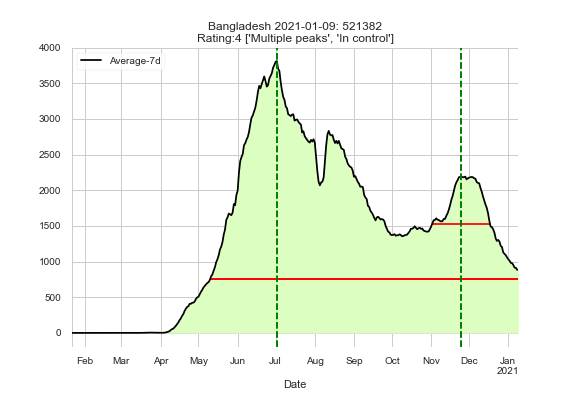 Bangladesh 2021-01-09: 521382
Rating:4 ['Multiple peaks', 'In control']
Average-7d
4000
3500
3000
2500
2000
1500
1000
500
0
Feb Mar Apr May Jun Jul Aug Sep Oct Nov Dec Jan
2021
Date